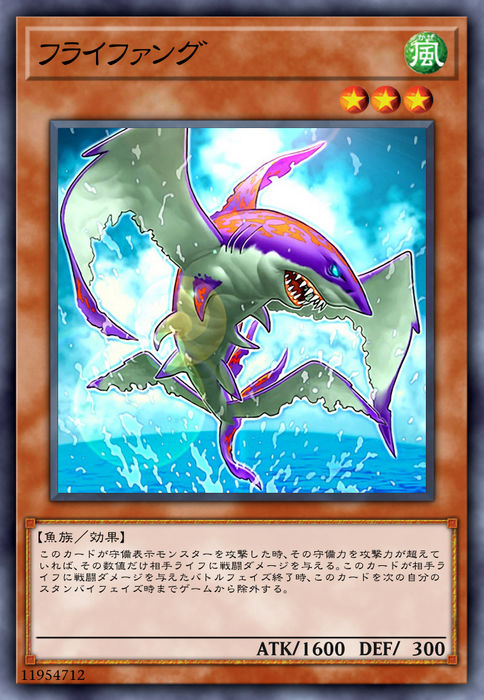 フライファング
かぜ
風
【魚族／効果】
このカードが守備表示モンスターを攻撃した時、その守備力を攻撃力が超えて
いれば、その数値だけ相手ライフに戦闘ダメージを与える。このカードが相手ラ
イフに戦闘ダメージを与えたバトルフェイズ終了時、このカードを次の自分の
スタンバイフェイズ時までゲームから除外する。
ATK/1600 DEF/ 300
11954712